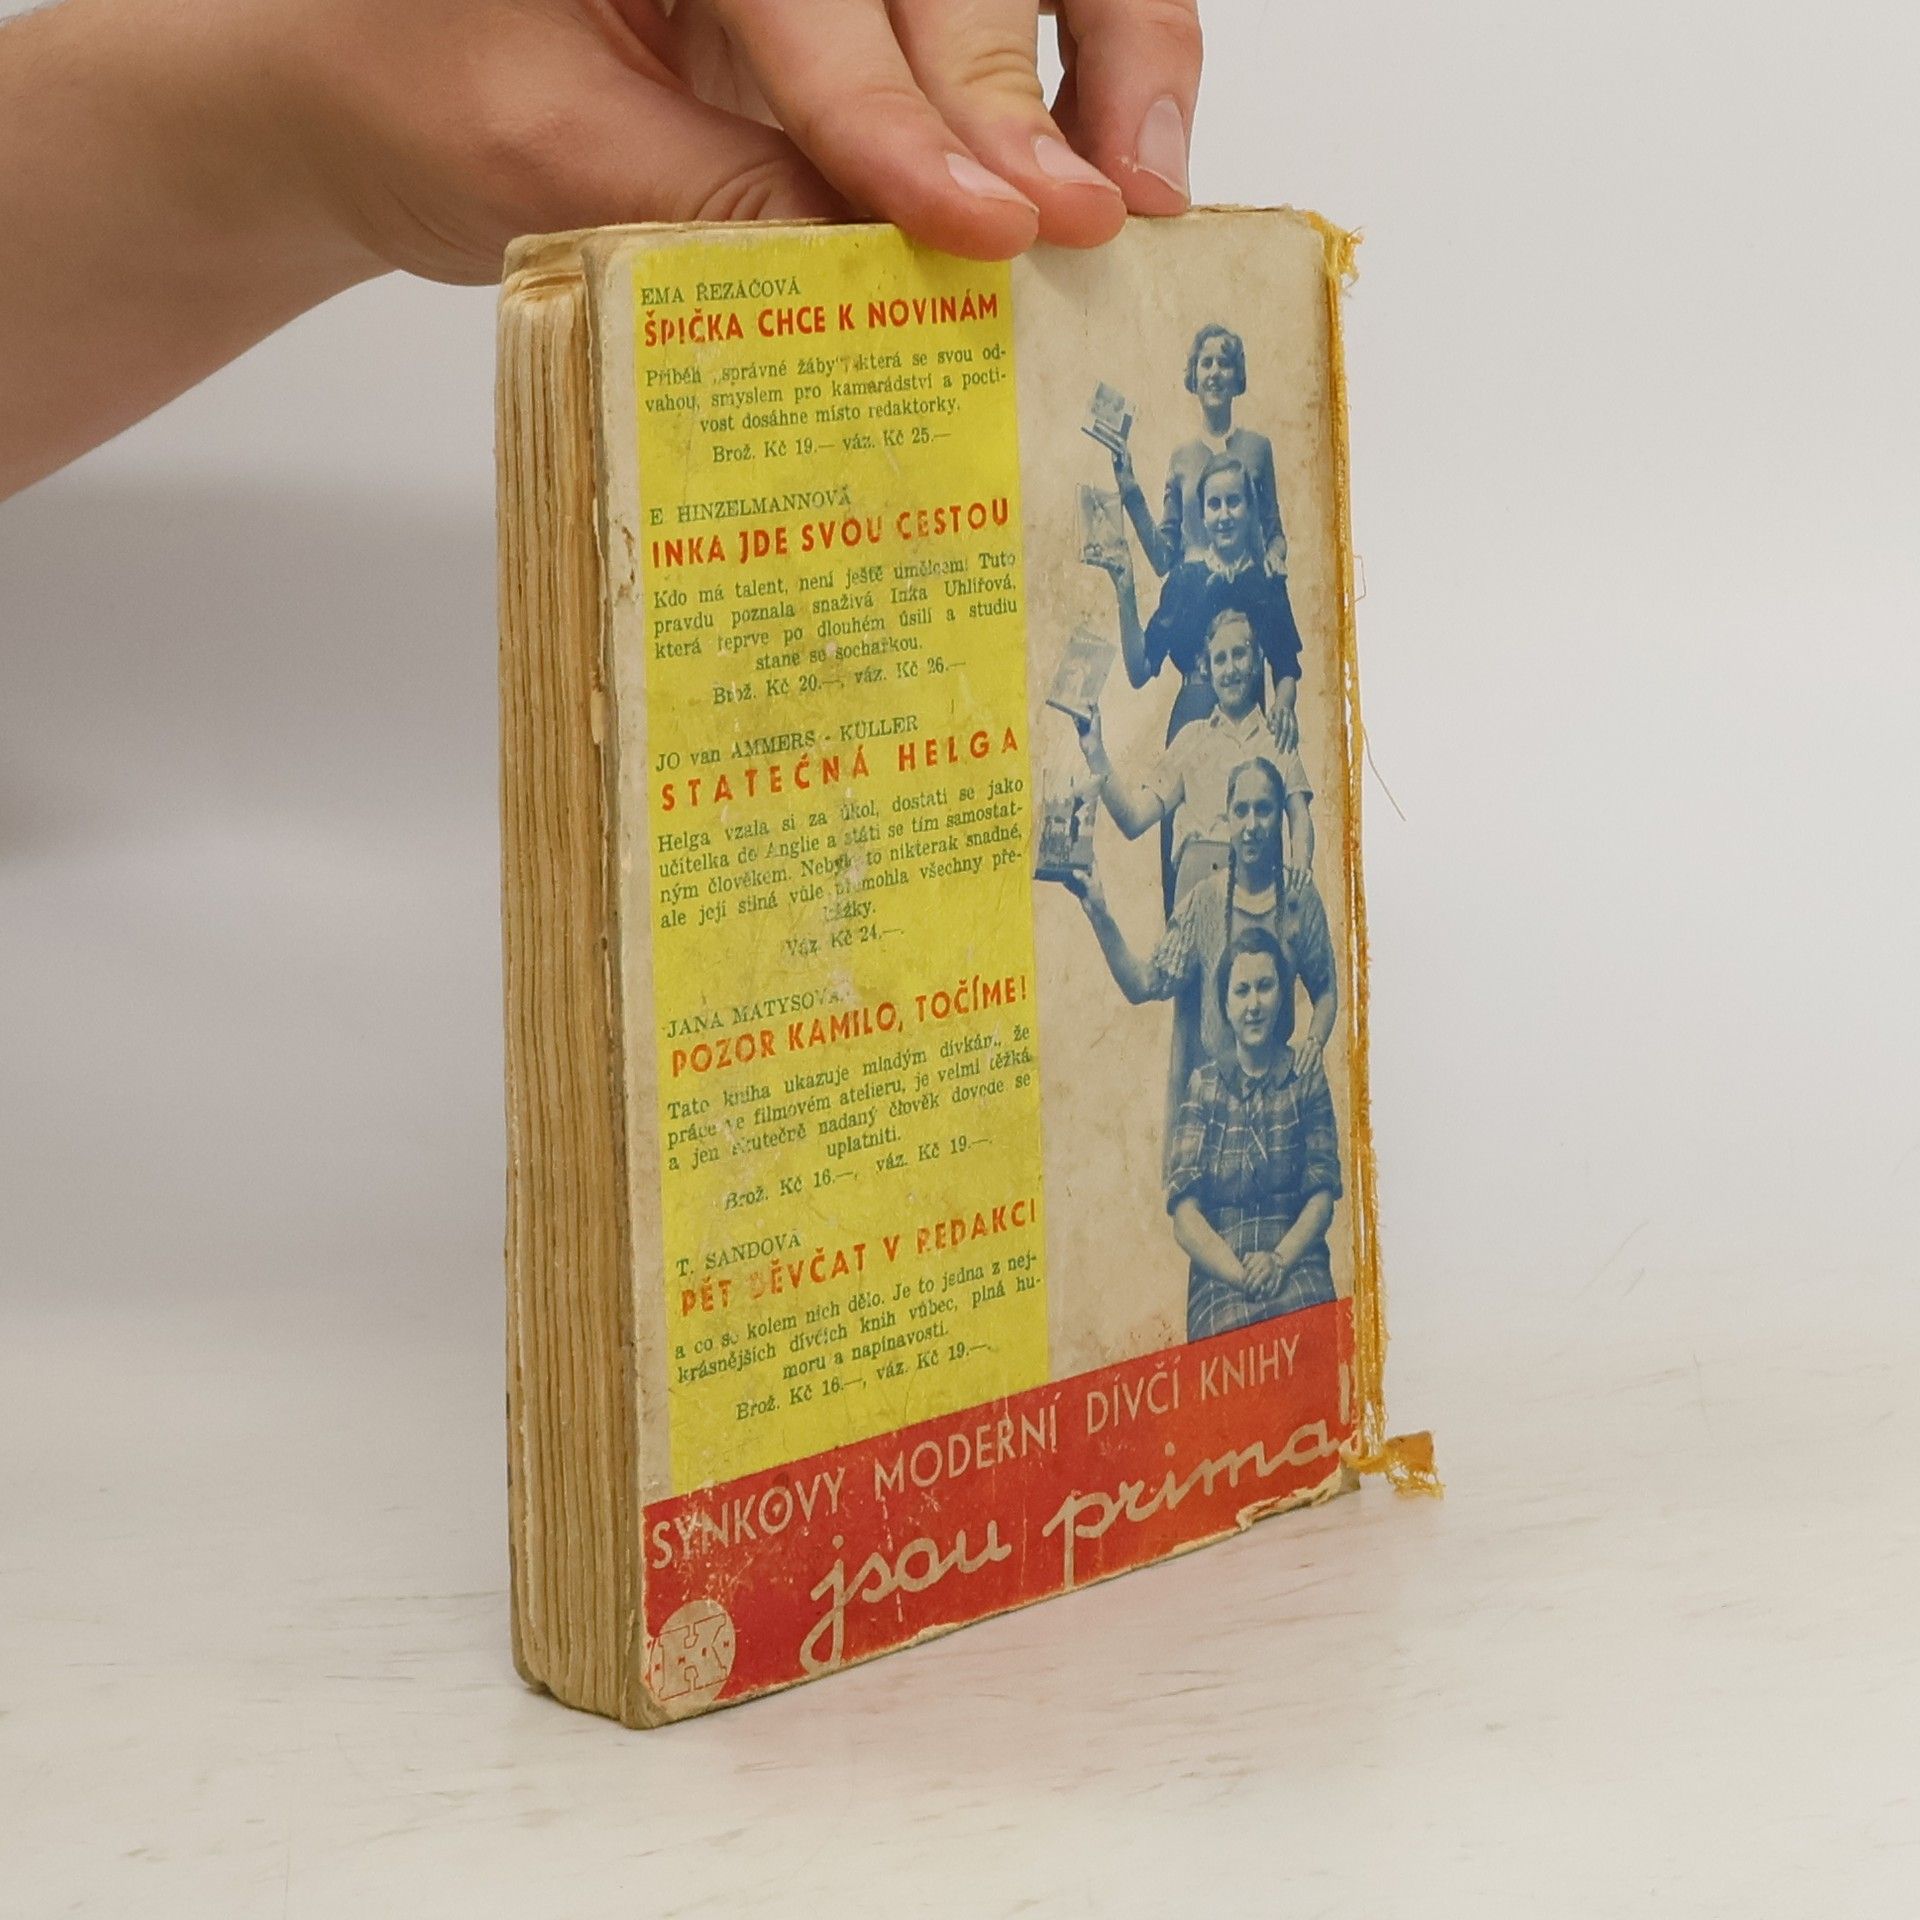 EMA ŘEZÁČOVÁ
ŠPIČKA CHCE K NOVINÁM
Příběh „správné žáby", která se svou od-
vahou, smyslem pro kamarádství a pocti-
vost dosáhne místo redaktorky.
Brož. Kč 19.— váz. Kč 25.—
E HINZELMANNOVÁ
INKA JDE SVOU CESTOU
Kdo má talent, není ještě umělcem! Tuto
pravdu poznala snaživá Inka Uhlířová,
která teprve po dlouhém úsilí a studiu
stane se sochařkou.
Brož. Kč 20.—, váz. Kč 26.—
JO van AMMERS - KÜLLER
STATEČNÁ HELGA
Helga vzala si za úkol, dostati se jako
učitelka do Anglie a státi se tím samostat-
ným člověkem. Nebylo to nikterak snadné,
ale její silná vůle přemohla všechny pře-
kážky.
Váz. Kč 24.—.
JANA MATYSOVÁ
POZOR KAMILO, TOČÍME!
Tato kniha ukazuje mladým dívkám, že
práce ve filmovém atelieru, je velmi těžká
a jen skutečně nadaný člověk dovede se
uplatniti.
Brož. Kč 16.—, váz. Kč 19.—.
T. SANDOVÁ
PĚT DĚVČAT V REDAKCI
a co se kolem nich dělo. Je to jedna z nej-
krásnějších dívčích knih vůbec, plná hu-
moru a napínavosti.
Brož. Kč 16.—, váz. Kč 19.—.
SYNKOVY MODERNÍ DÍVČÍ KNIHY
jsou prima!
K